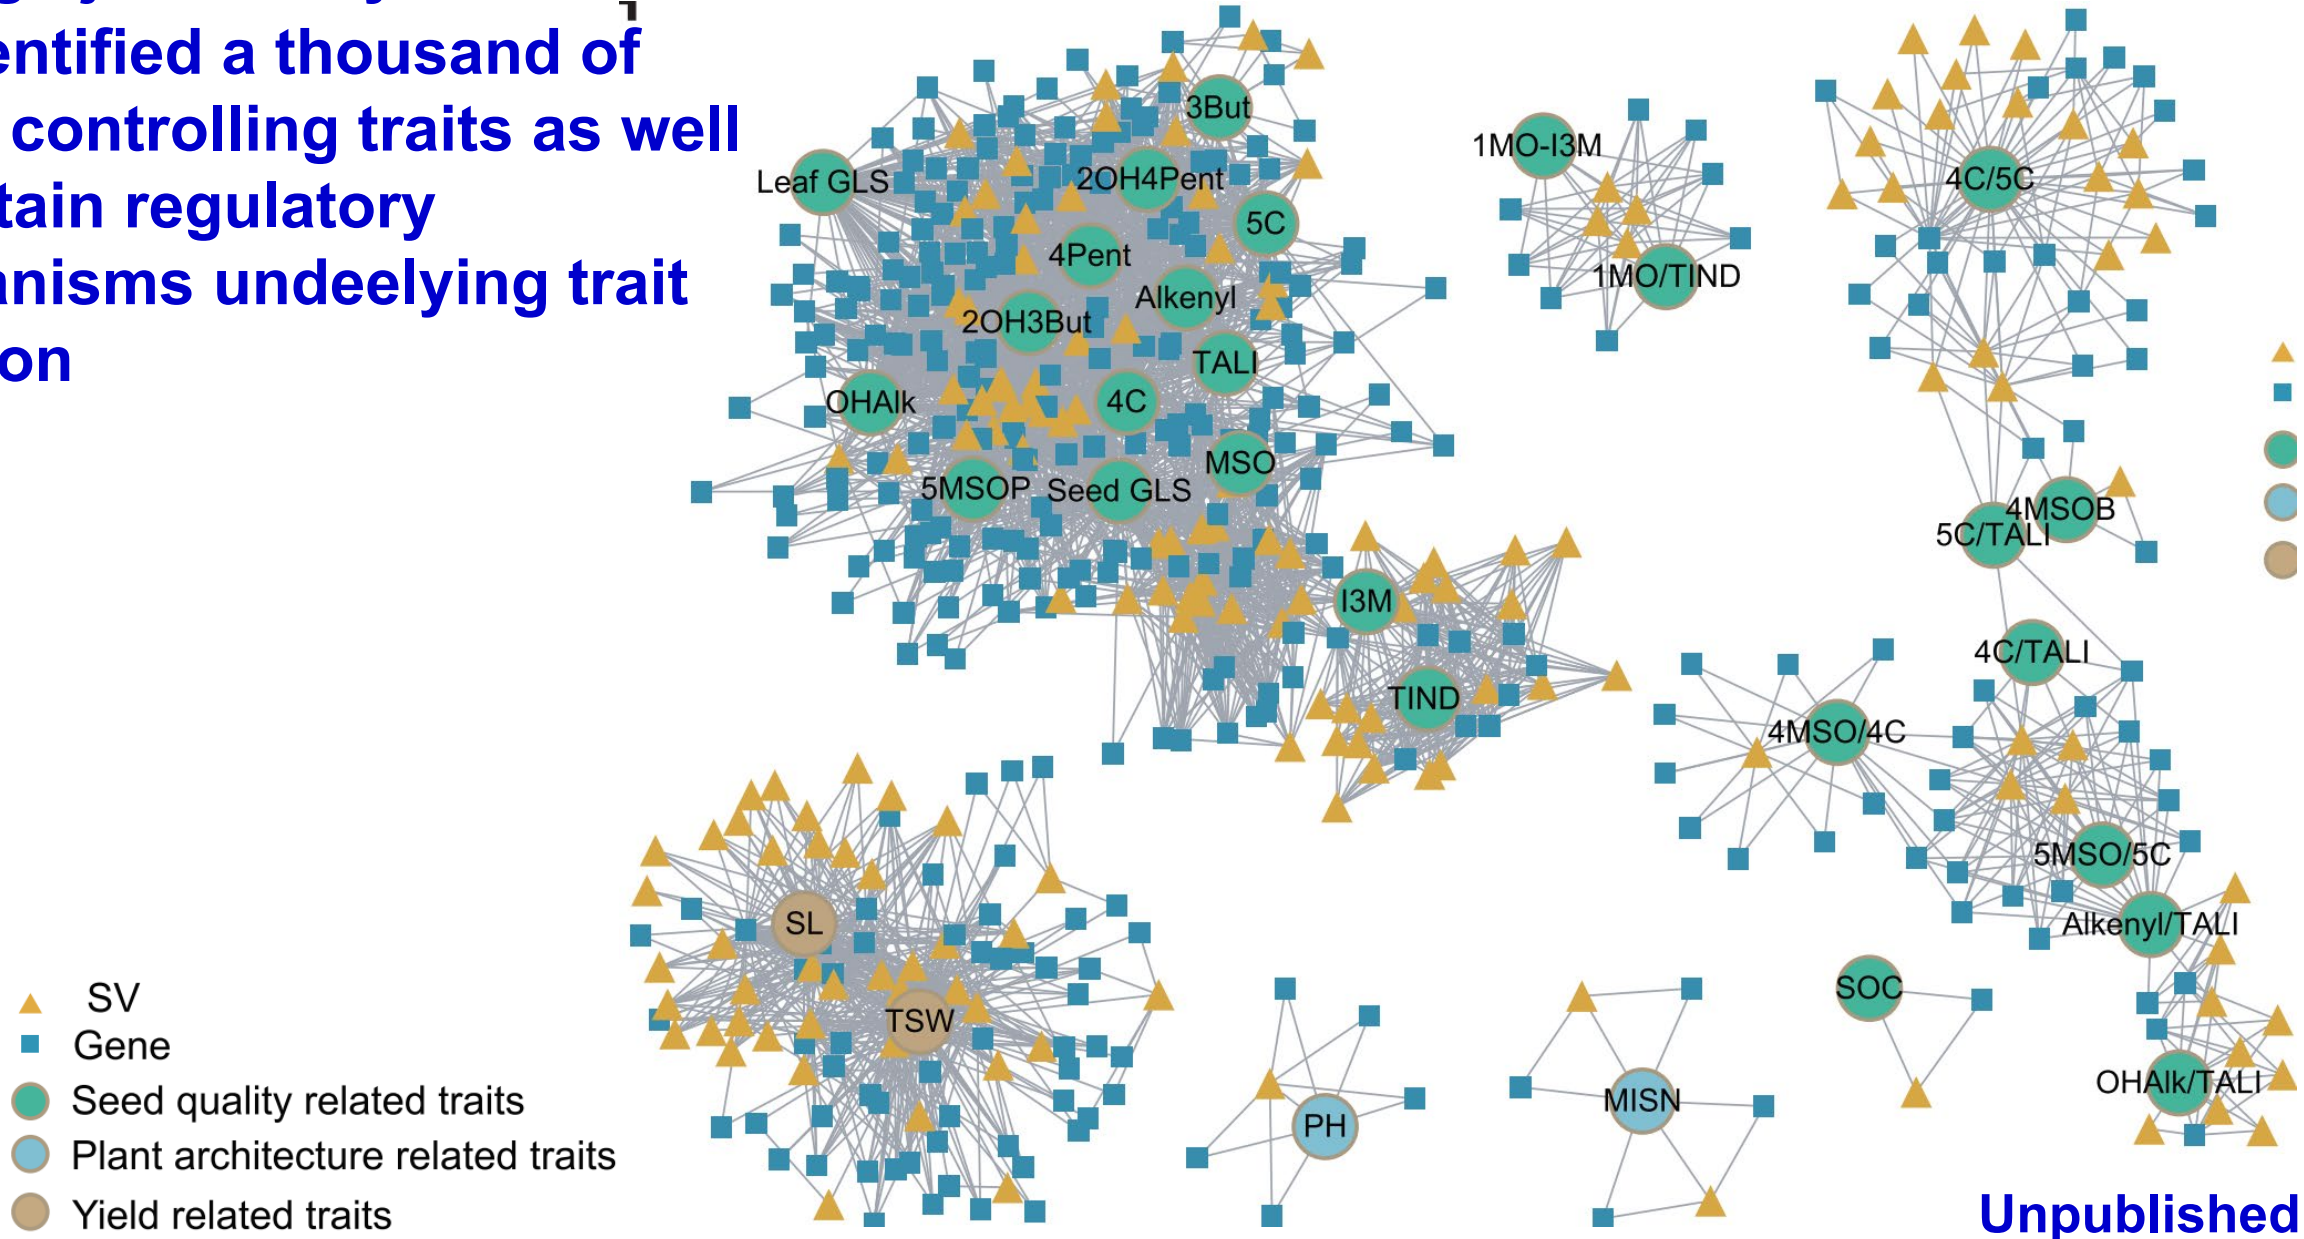 entified a thousand of
controlling traits as well
tain regulatory
anisms undeelying trait
on
3But
Leaf GLS
2OH4Pent
5C
4Pent
Alkenyl
2OH3But
TALI
OHAlk
4C
MSO
5MSOP
Seed GLS
I3M
TIND
1MO-I3M
1MO/TIND
4C/5C
4MSOB
5C/TALI
4C/TALI
4MSO/4C
5MSO/5C
Alkenyl/TALI
OHAlk/TALI
SOC
SL
TSW
PH
MISN
SV
Gene
Seed quality related traits
Plant architecture related traits
Yield related traits
Unpublished